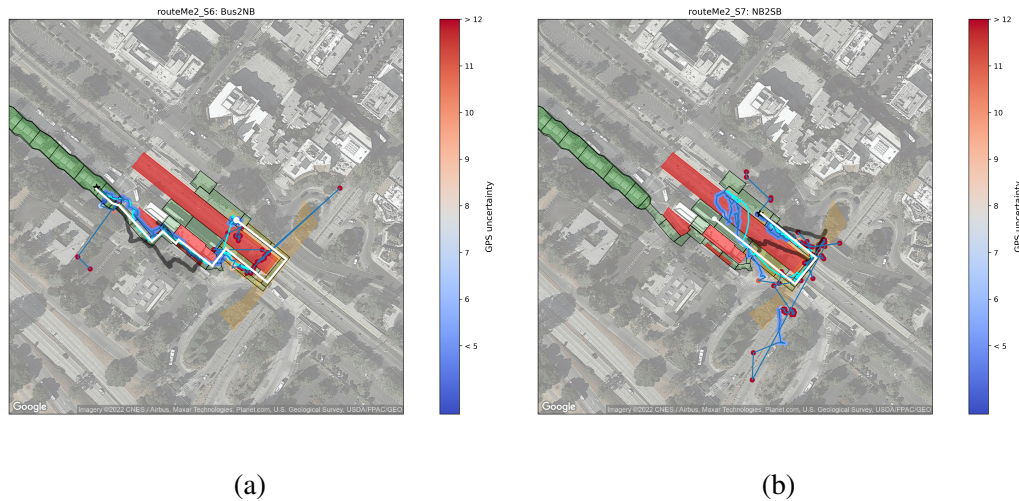 routeMe2_S6: Bus2NB
> 12
11
10
9
8
7
6
< 5
GPS uncertainty
Google
Imagery ©2022 CNES / Airbus, Maxar Technologies, Planet.com, U.S. Geological Survey, USDA/FPAC/GEO
(a)
routeMe2_S7: NB2SB
> 12
11
10
9
8
7
6
< 5
GPS uncertainty
Google
Imagery ©2022 CNES / Airbus, Maxar Technologies, Planet.com, U.S. Geological Survey, USDA/FPAC/GEO
(b)